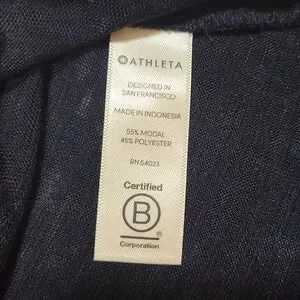 ATHLETA
DESIGNED IN
SAN FRANCISCO
MADE IN INDONESIA
55% MODAL
45% POLYESTER
RN 54023
Certified
B
Corporation